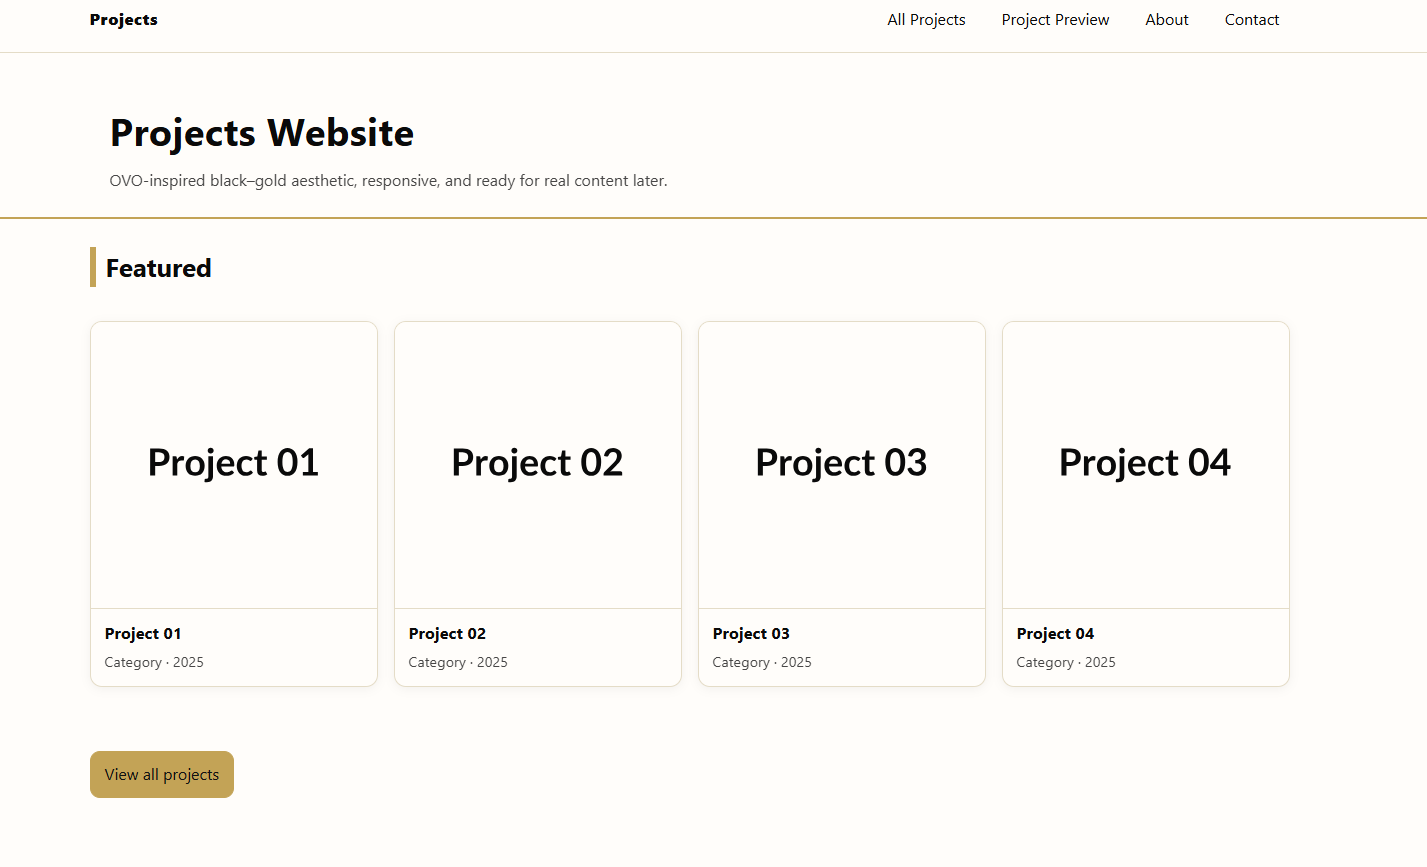 Projects
All Projects Project Preview About Contact
Projects Website
OVO-inspired black–gold aesthetic, responsive, and ready for real content later.
Featured
Project 01
Project 02
Project 03
Project 04
Project 01
Category · 2025
Project 02
Category · 2025
Project 03
Category · 2025
Project 04
Category · 2025
View all projects